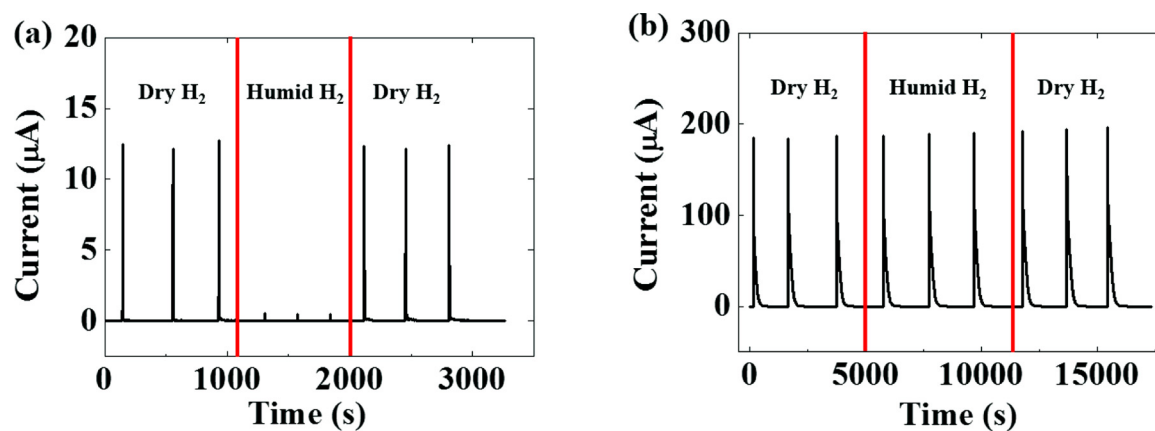 (a)
20
15
10
5
0
Current (μA)
Dry H₂
Humid H₂
Dry H₂
0 1000 2000 3000
Time (s)
(b)
300
200
100
0
Current (μA)
Dry H₂
Humid H₂
Dry H₂
0 5000 10000 15000
Time (s)